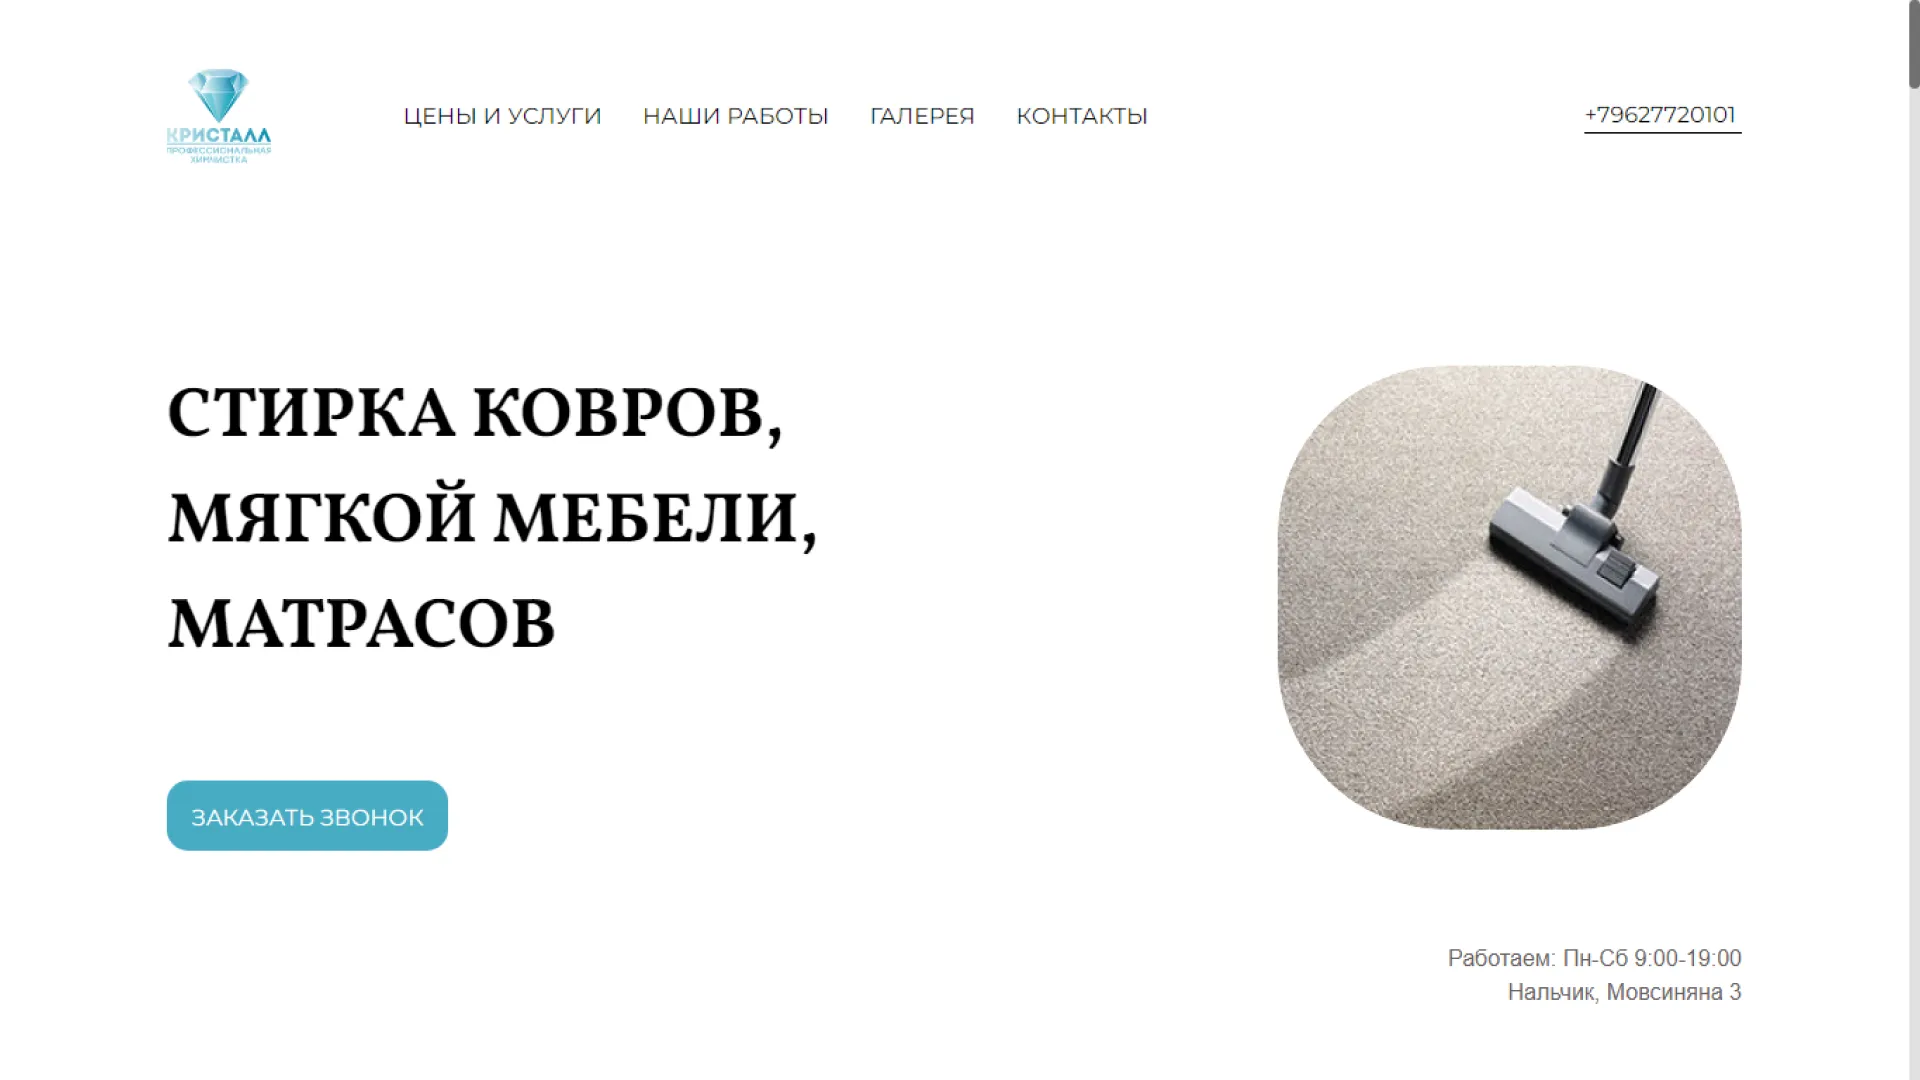 КРИСТАЛЛ
ПРОФЕССИОНАЛЬНАЯ
ХИМЧИСТКА
ЦЕНЫ И УСЛУГИ
НАШИ РАБОТЫ
ГАЛЕРЕЯ
КОНТАКТЫ
+79627720101
СТИРКА КОВРОВ,
МЯГКОЙ МЕБЕЛИ,
МАТРАСОВ
ЗАКАЗАТЬ ЗВОНОК
Работаем: Пн-Сб 9:00-19:00
Нальчик, Мовсиняна 3